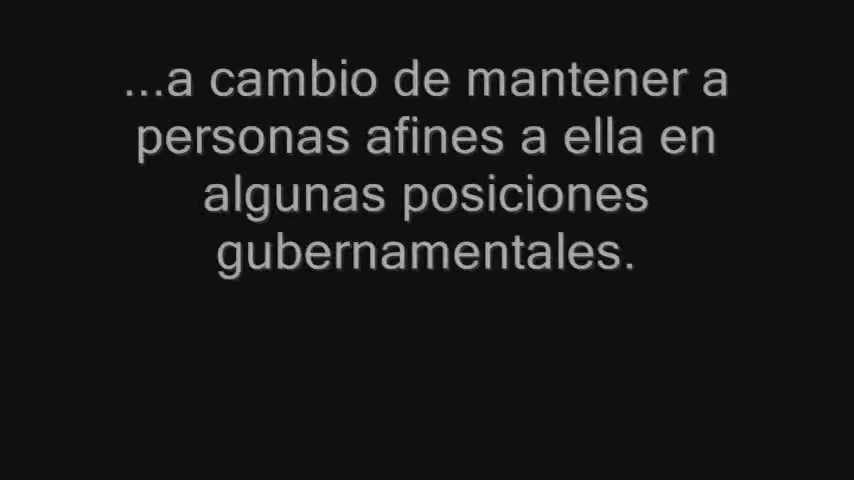 ...a cambio de mantener a
personas afines a ella en
algunas posiciones
gubernamentales.